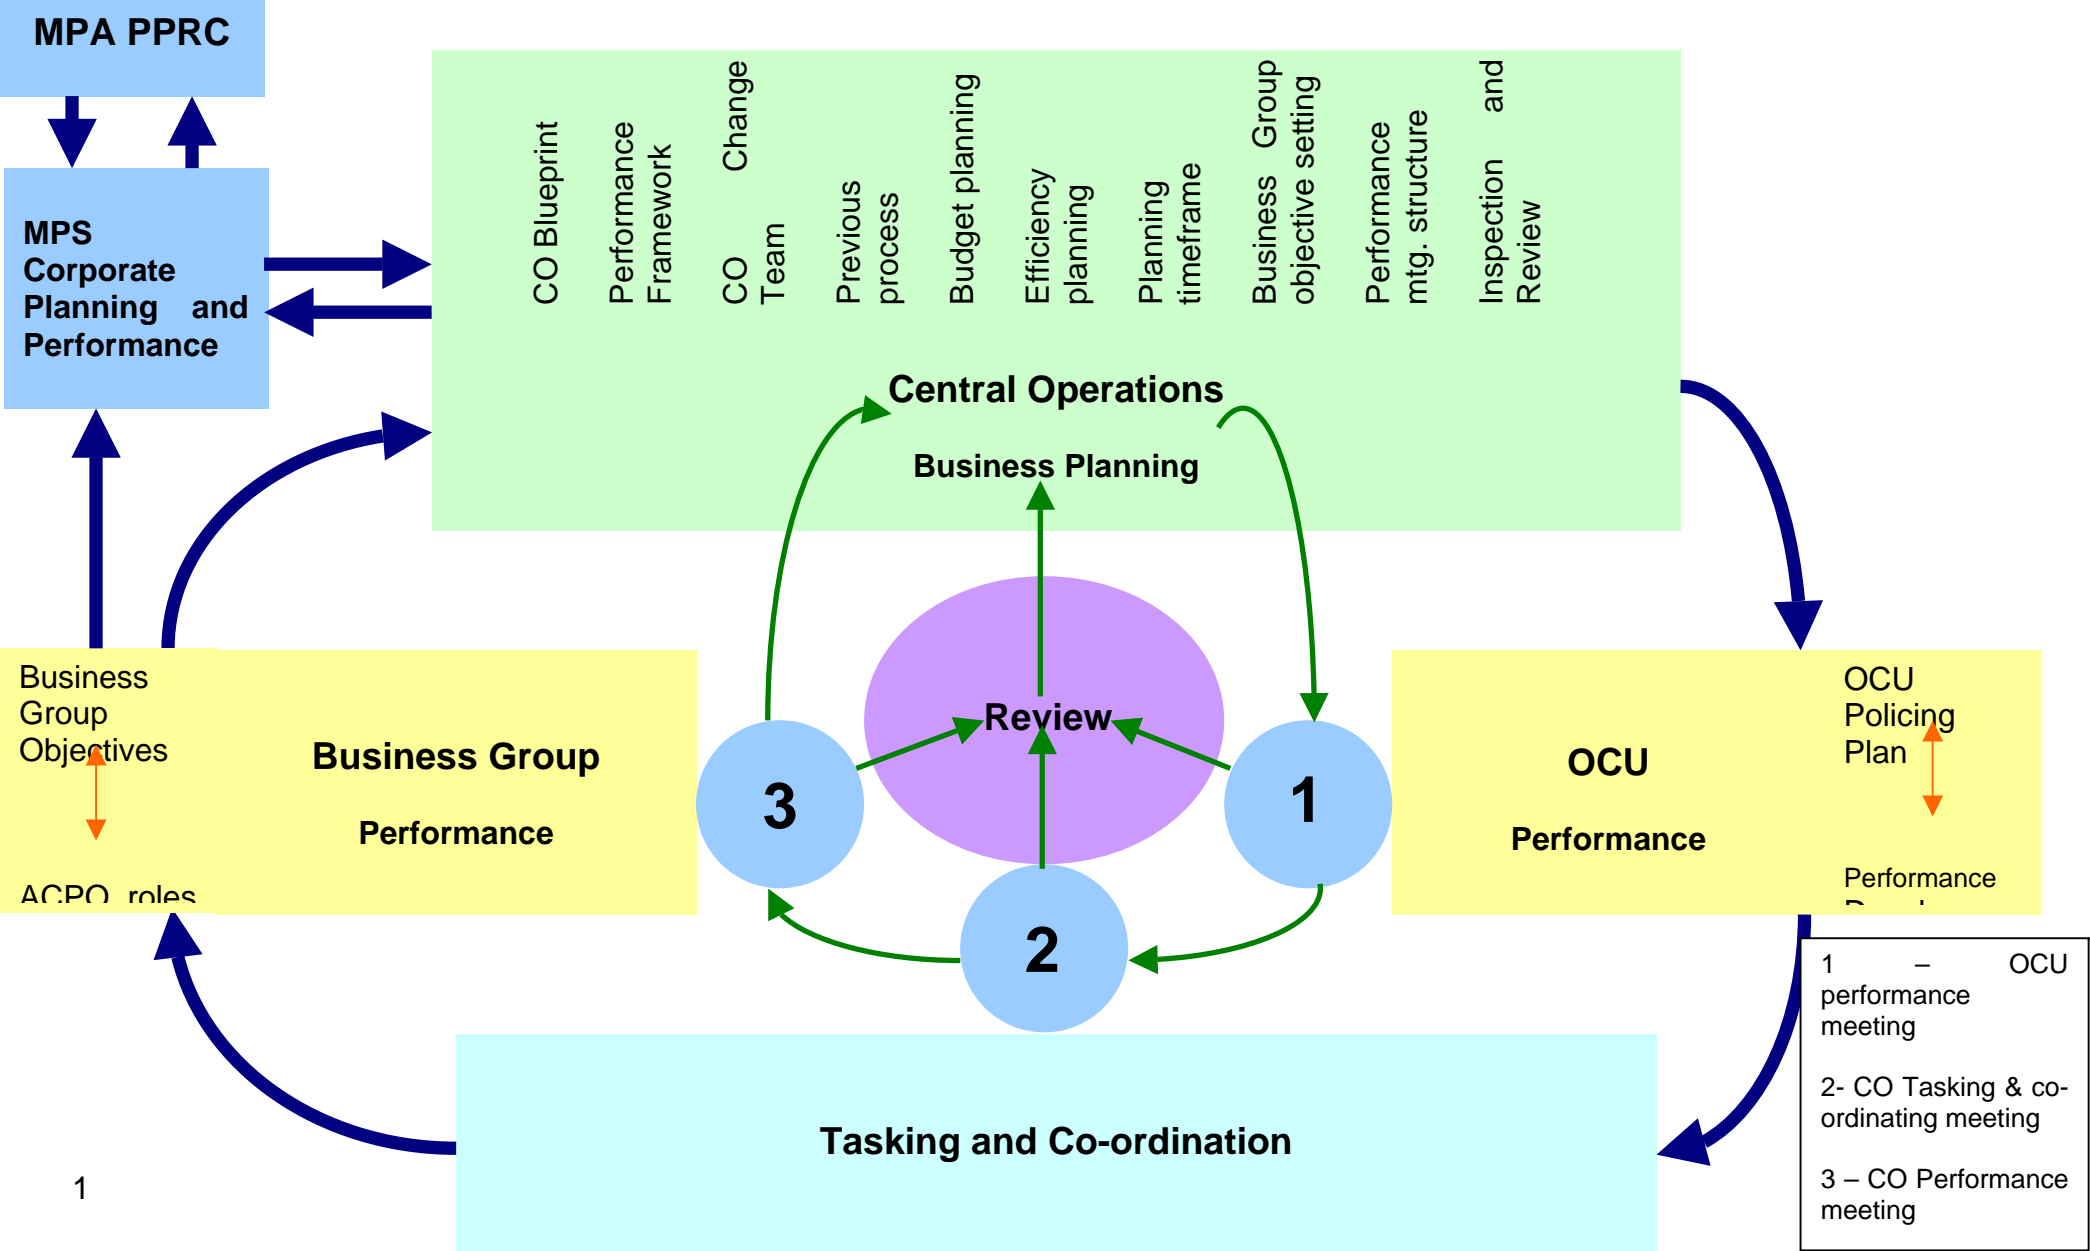 MPA PPRC
MPS
Corporate
Planning and
Performance
CO Blueprint
Performance
Framework
CO Change
Team
Previous
process
Budget planning
Efficiency
planning
Planning
timeframe
Business Group
objective setting
Performance
mtg. structure
Inspection and
Review
Central Operations
Business Planning
Business
Group
Objectives
ACPO roles
Business Group
Performance
3
Review
1
2
OCU
Performance
OCU
Policing
Plan
Performance
Tasking and Co-ordination
1 – OCU
performance
meeting
2- CO Tasking & co-
ordinating meeting
3 – CO Performance
meeting
1